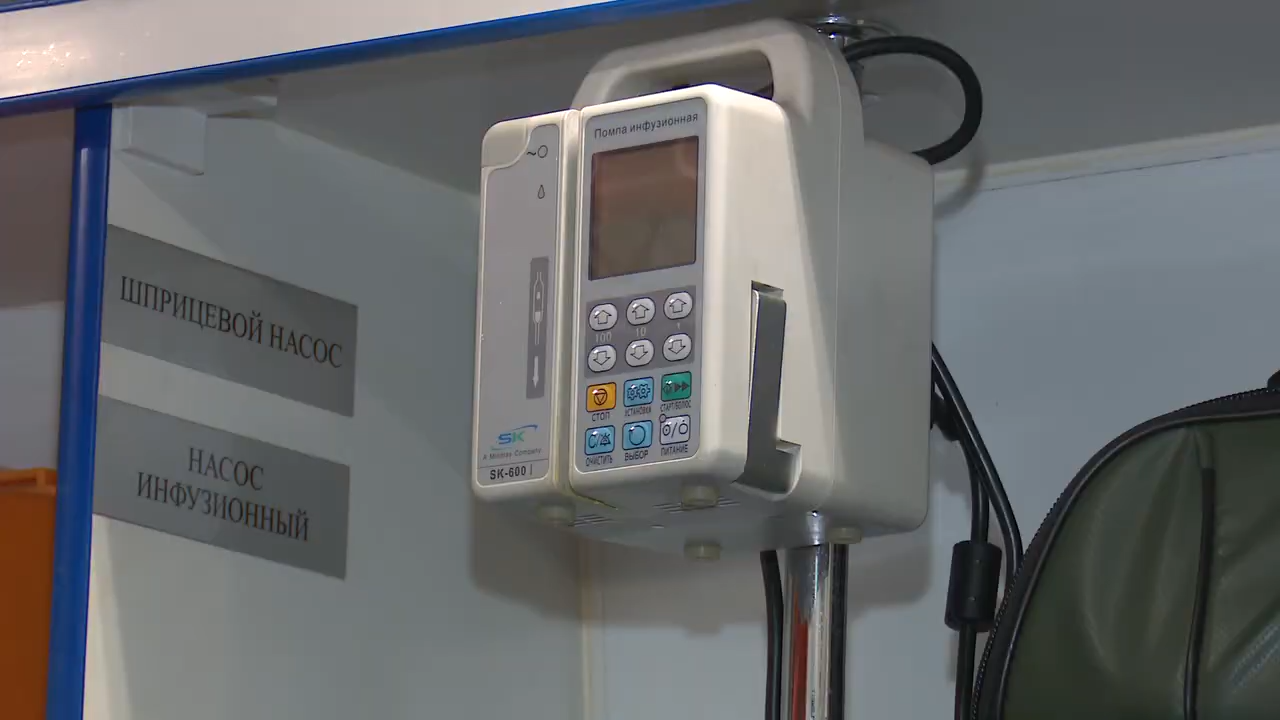 ШПРИЦЕВОЙ НАСОС
НАСОС
ИНФУЗИОННЫЙ
Помпа инфузионная
100 10 1
СТОП УСТАНОВКА СТАРТ/БОЛЮС
ОЧИСТИТЬ ВЫБОР ПИТАНИЕ
SK
A Mindray Company
SK-600 I